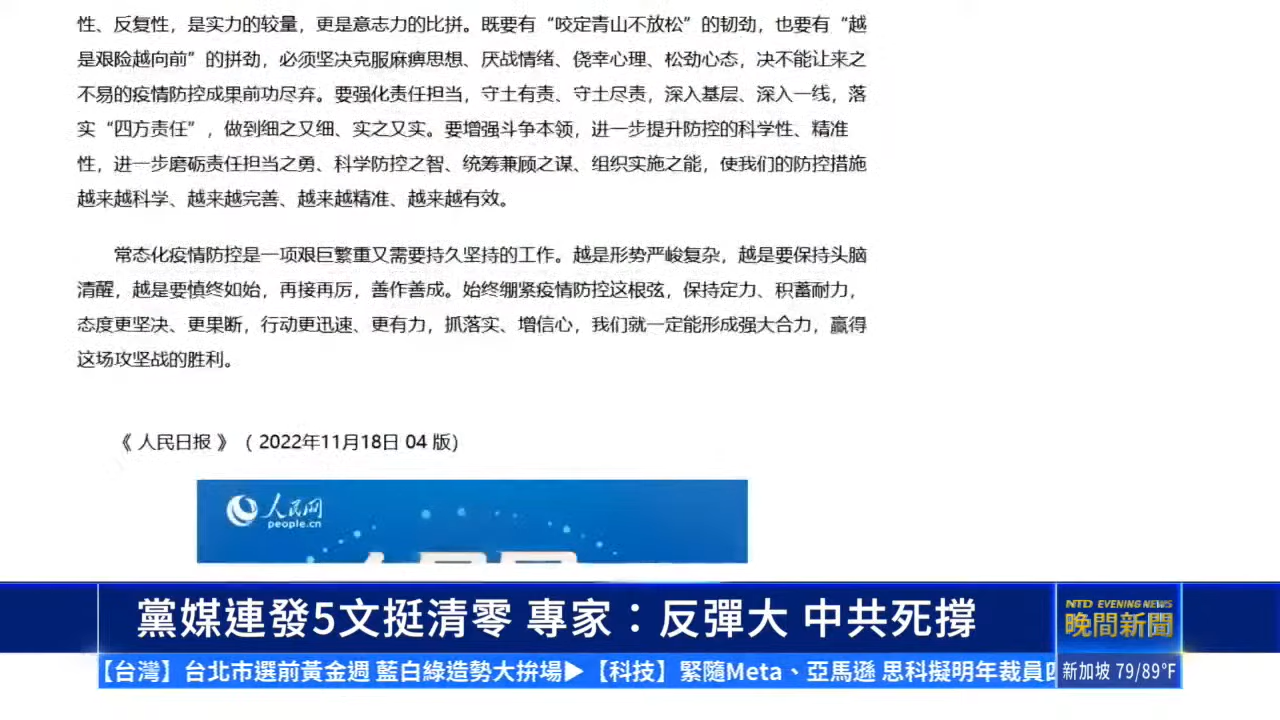 性、反复性，是实力的较量，更是意志力的比拼。既要有“咬定青山不放松”的韧劲，也要有“越
是艰险越向前”的拼劲，必须坚决克服麻痹思想、厌战情绪、侥幸心理、松劲心态，决不能让来之
不易的疫情防控成果前功尽弃。要强化责任担当，守土有责、守土尽责，深入基层、深入一线，落
实“四方责任”，做到细之又细、实之又实。要增强斗争本领，进一步提升防控的科学性、精准
性，进一步磨砺责任担当之勇、科学防控之智、统筹兼顾之谋、组织实施之能，使我们的防控措施
越来越科学、越来越完善、越来越精准、越来越有效。
常态化疫情防控是一项艰巨繁重又需要持久坚持的工作。越是形势严峻复杂，越是要保持头脑
清醒，越是要慎终如始，再接再厉，善作善成。始终绷紧疫情防控这根弦，保持定力、积蓄耐力，
态度更坚决、更果断，行动更迅速、更有力，抓落实、增信心，我们就一定能形成强大合力，赢得
这场攻坚战的胜利。
《 人民日报 》（ 2022年11月18日 04 版）
人民网
people.cn
黨媒連發5文挺清零 專家：反彈大 中共死撐
NTD EVENING NEWS
晚間新聞
【台灣】台北市選前黃金週 藍白綠造勢大拚場▶【科技】緊隨Meta、亞馬遜 思科擬明年裁員
新加坡 79/89°F